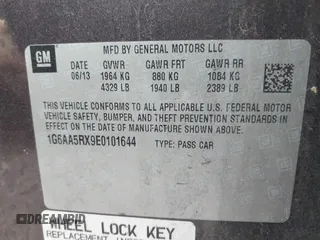 GM
MFD BY GENERAL MOTORS LLC
DATE GVWR GAWR FRT GAWR RR
06/13 1964 KG 880 KG 1084 KG
4329 LB 1940 LB 2389 LB
THIS VEHICLE CONFORMS TO ALL APPLICABLE U.S. FEDERAL MOTOR
VEHICLE SAFETY, BUMPER, AND THEFT PREVENTION STANDARDS
IN EFFECT ON THE DATE OF MANUFACTURE SHOWN ABOVE.
1G6AA5RX9E0101644 TYPE: PASS CAR
WHEEL LOCK KEY
REPLACEMENT
DREAMBID